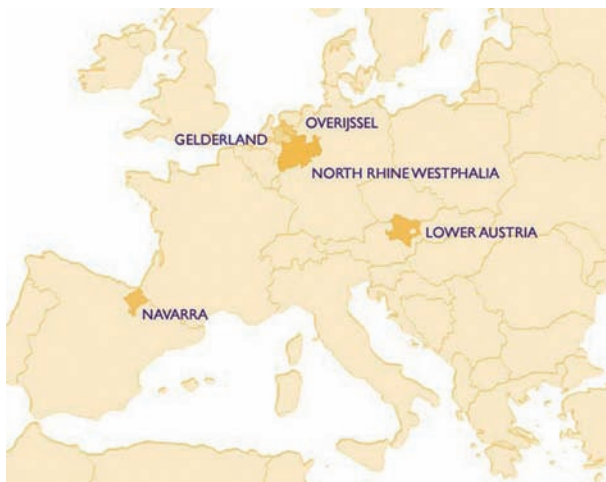 OVERIJSSEL
GELDERLAND
NORTH RHINE WESTPHALIA
LOWER AUSTRIA
NAVARRA